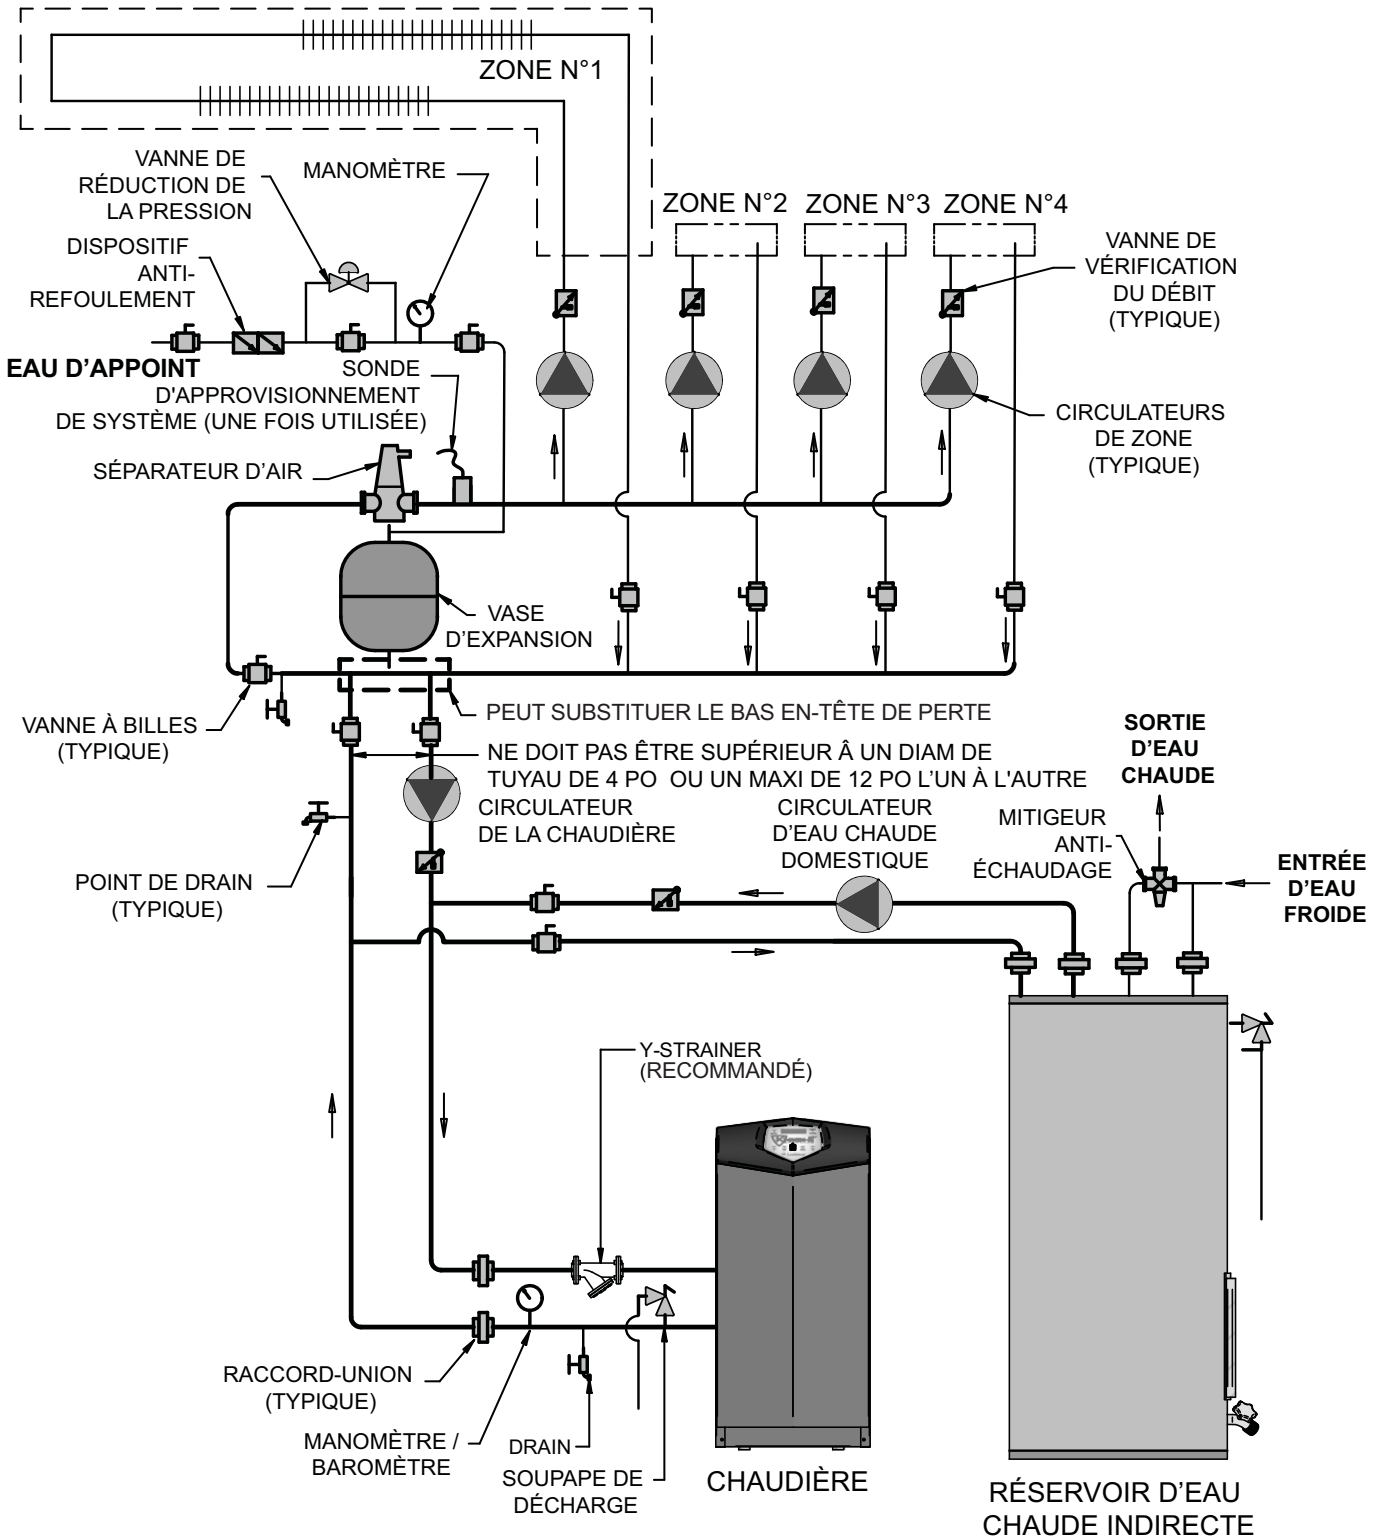 ZONE N°1
VANNE DE
RÉDUCTION DE
LA PRESSION
MANOMÈTRE
ZONE N°2
ZONE N°3
ZONE N°4
DISPOSITIF
ANTI-
REFOULEMENT
VANNE DE
VÉRIFICATION
DU DÉBIT
(TYPIQUE)
EAU D'APPOINT
SONDE
D'APPROVISIONNEMENT
DE SYSTÈME (UNE FOIS UTILISÉE)
CIRCULATEURS
DE ZONE
(TYPIQUE)
SÉPARATEUR D'AIR
VASE
D'EXPANSION
VANNE À BILLES
(TYPIQUE)
PEUT SUBSTITUER LE BAS EN-TÊTE DE PERTE
NE DOIT PAS ÊTRE SUPÉRIEUR Â UN DIAM DE
TUYAU DE 4 PO OU UN MAXI DE 12 PO L'UN À L'AUTRE
SORTIE
D'EAU
CHAUDE
CIRCULATEUR
DE LA CHAUDIÈRE
CIRCULATEUR
D'EAU CHAUDE
DOMESTIQUE
MITIGEUR
ANTI-
ÉCHAUDAGE
ENTRÉE
D'EAU
FROIDE
POINT DE DRAIN
(TYPIQUE)
Y-STRAINER
(RECOMMANDÉ)
RACCORD-UNION
(TYPIQUE)
MANOMÈTRE /
BAROMÈTRE
DRAIN
SOUPAPE DE
DÉCHARGE
CHAUDIÈRE
RÉSERVOIR D'EAU
CHAUDE INDIRECTE